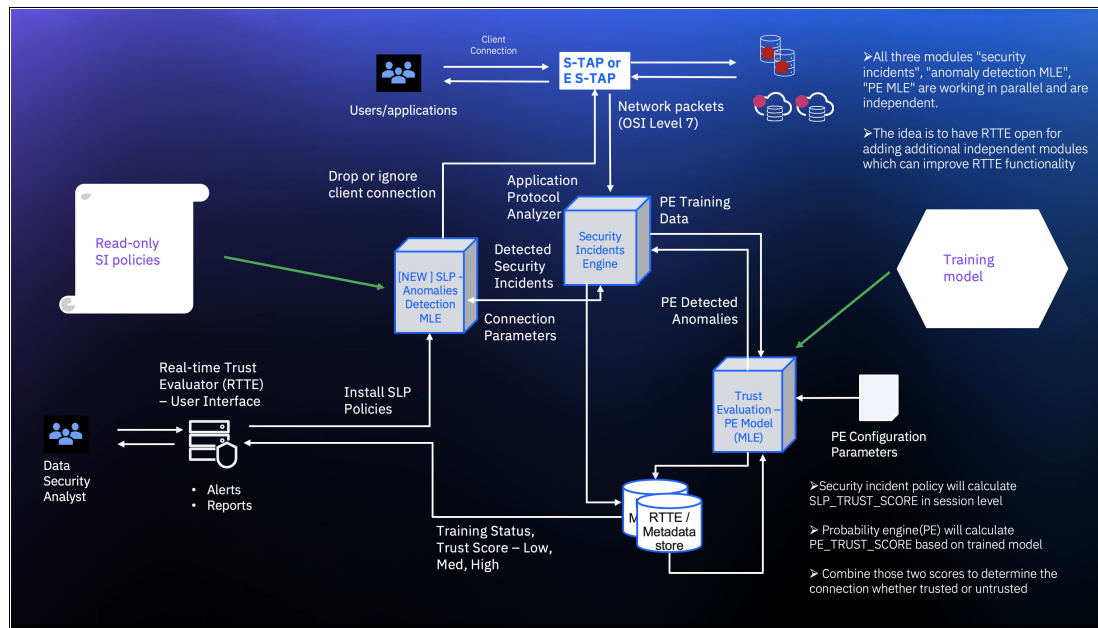 Client
Connection
S-TAP or
E S-TAP
Users/applications
Network packets
(OSI Level 7)
➢All three modules "security
incidents", "anomaly detection MLE",
"PE MLE" are working in parallel and are
independent.
➢The idea is to have RTTE open for
adding additional independent modules
which can improve RTTE functionality
Drop or ignore
client connection
Application
Protocol
Analyzer
PE Training
Data
Read-only
SI policies
Security
Incidents
Engine
Detected
Security
Incidents
[NEW ] SLP -
Anomalies
Detection
MLE
Connection
Parameters
PE Detected
Anomalies
Training
model
Real-time Trust
Evaluator (RTTE)
– User Interface
Install SLP
Policies
Trust
Evaluation –
PE Model
(MLE)
PE Configuration
Parameters
Data
Security
Analyst
• Alerts
• Reports
Training Status,
Trust Score – Low,
Med, High
RTTE /
Metadata
store
➢Security incident policy will calculate
SLP_TRUST_SCORE in session level
➢Probability engine(PE) will calculate
PE_TRUST_SCORE based on trained model
➢ Combine those two scores to determine the
connection whether trusted or untrusted